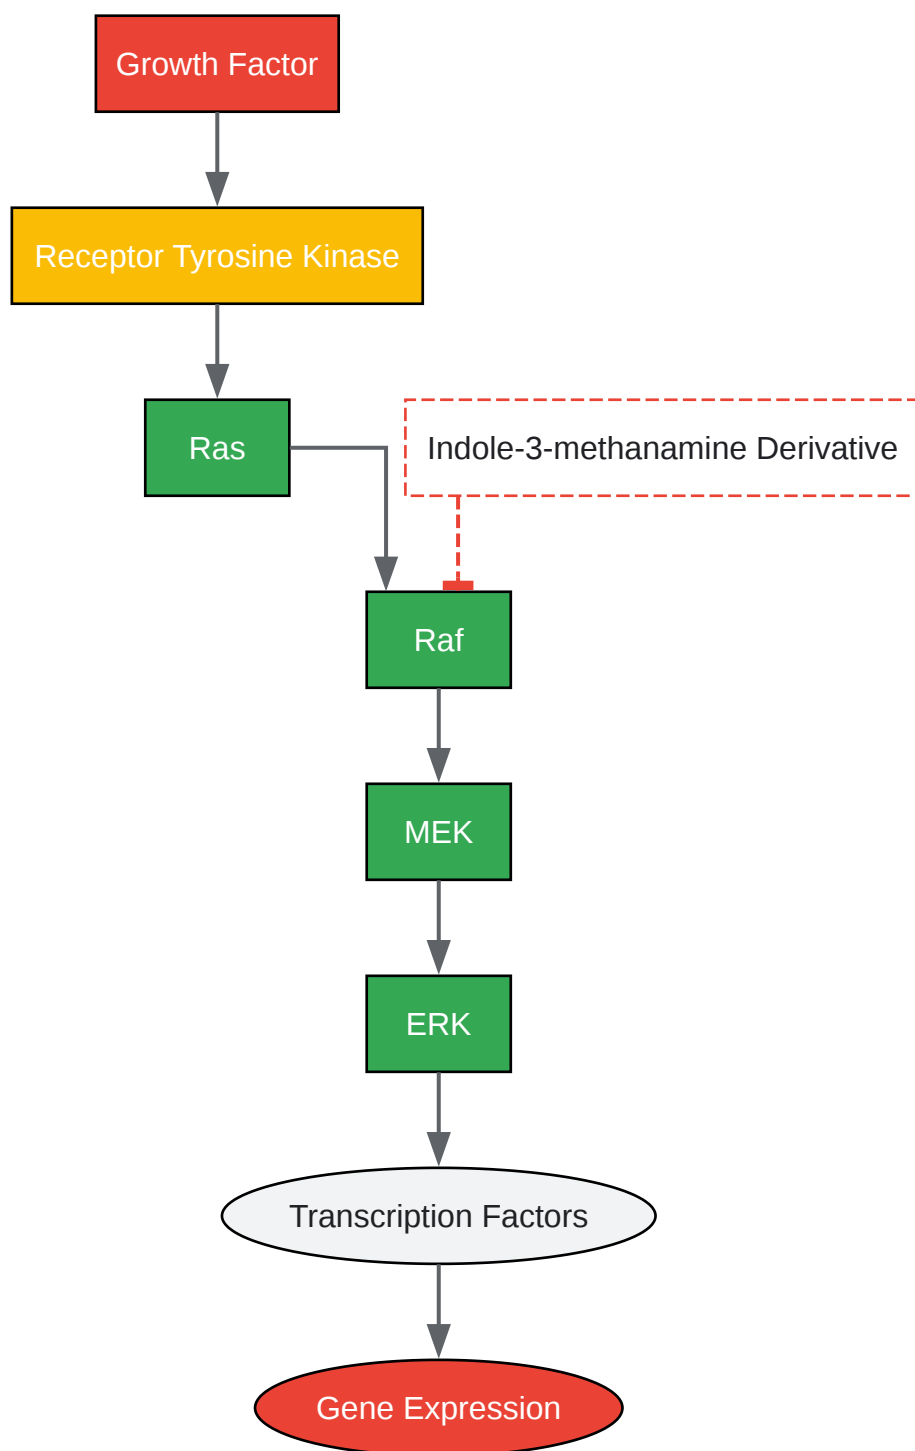 Growth Factor
Receptor Tyrosine Kinase
Ras
Indole-3-methanamine Derivative
Raf
MEK
ERK
Transcription Factors
Gene Expression